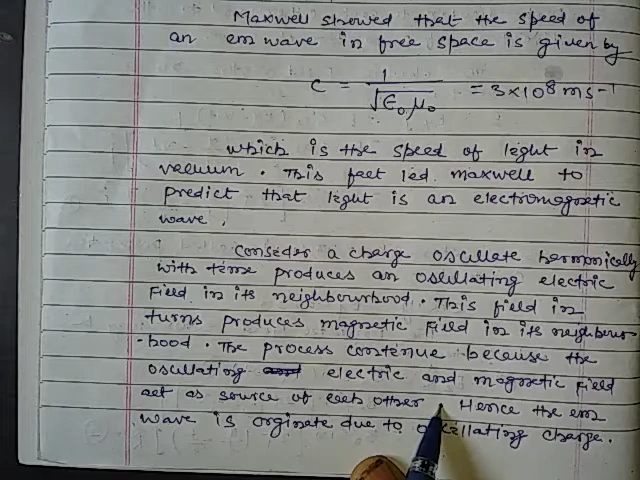 Maxwell showed that the speed of
an em wave in free space is given by
C = 1/√ϵ₀μ₀ = 3×10⁸ ms⁻¹
which is the speed of light in
vacuum. This fact led maxwell to
predict that light is an electromagnetic
wave.
Consider a charge oscillate harmonically
with time produces an oscillating electric
Field in its neighbourhood. This field in
turns produces magnetic Field in its neighbour-
-hood. The process continue because the
oscillating electric and magnetic field
act as source of each other. Hence the em
wave is orginate due to oscillating charge.